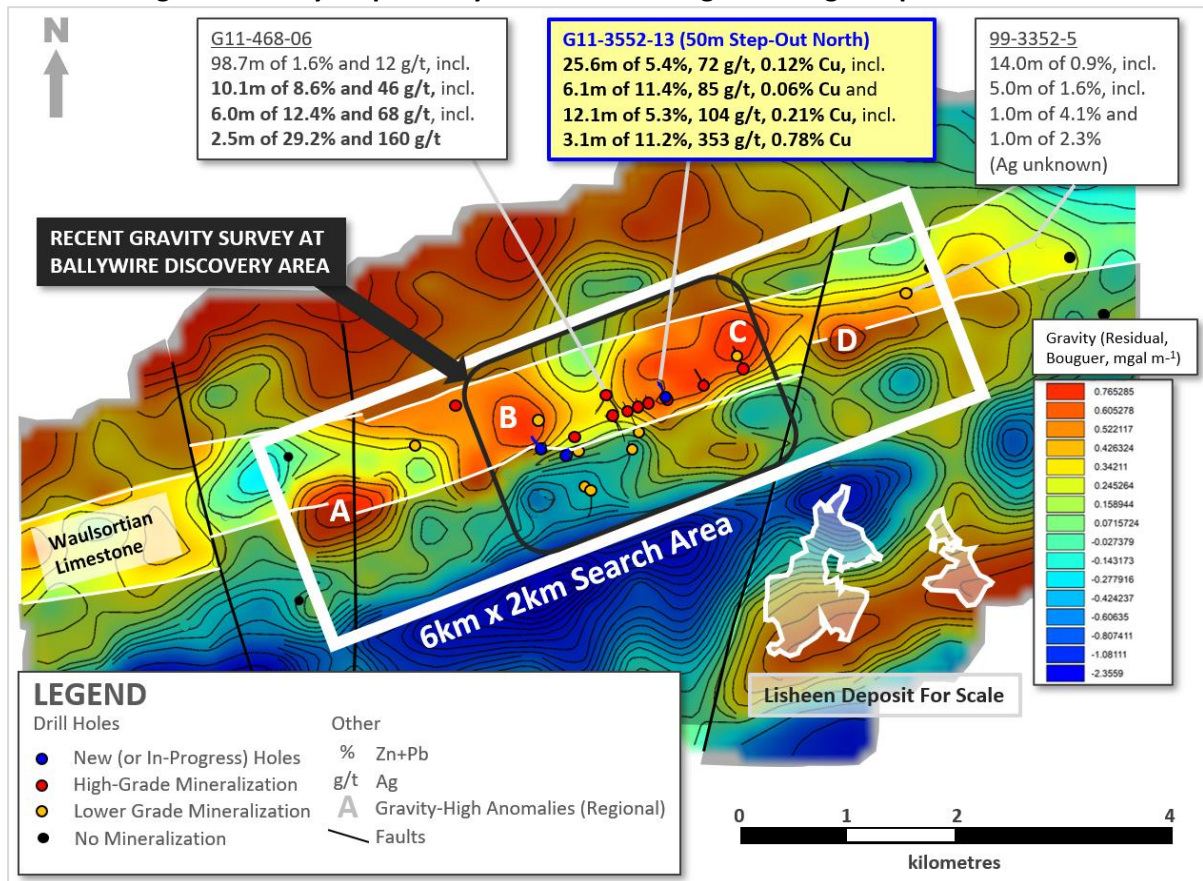 N
G11-468-06
98.7m of 1.6% and 12 g/t, incl.
10.1m of 8.6% and 46 g/t, incl.
6.0m of 12.4% and 68 g/t, incl.
2.5m of 29.2% and 160 g/t
G11-3552-13 (50m Step-Out North)
25.6m of 5.4%, 72 g/t, 0.12% Cu, incl.
6.1m of 11.4%, 85 g/t, 0.06% Cu and
12.1m of 5.3%, 104 g/t, 0.21% Cu, incl.
3.1m of 11.2%, 353 g/t, 0.78% Cu
99-3352-5
14.0m of 0.9%, incl.
5.0m of 1.6%, incl.
1.0m of 4.1% and
1.0m of 2.3%
(Ag unknown)
RECENT GRAVITY SURVEY AT
BALLYWIRE DISCOVERY AREA
A
B
C
D
Waulsortian
Limestone
6km x 2km Search Area
Lisheen Deposit For Scale
Gravity (Residual,
Bouguer, mgal m-1)
0.765285
0.605278
0.522117
0.426324
0.34211
0.245264
0.158944
0.0715724
-0.027379
-0.143173
-0.277916
-0.424237
-0.60635
-0.807411
-1.08111
-2.3559
LEGEND
Drill Holes
New (or In-Progress) Holes
High-Grade Mineralization
Lower Grade Mineralization
No Mineralization
Other
% Zn+Pb
g/t Ag
A Gravity-High Anomalies (Regional)
Faults
0 1 2 4
kilometres